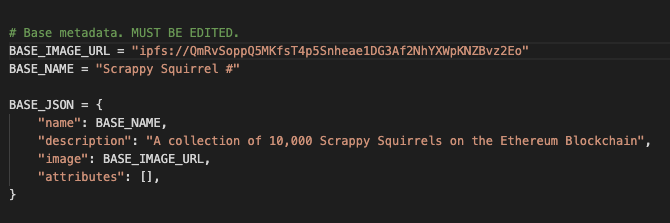 # Base metadata. MUST BE EDITED.
BASE_IMAGE_URL = "ipfs://QmRvSoppQ5MKfsT4p5Snheae1DG3Af2NhYXWpKNZBvz2Eo"
BASE_NAME = "Scrappy Squirrel #"
BASE_JSON = {
"name": BASE_NAME,
"description": "A collection of 10,000 Scrappy Squirrels on the Ethereum Blockchain",
"image": BASE_IMAGE_URL,
"attributes": [],
}